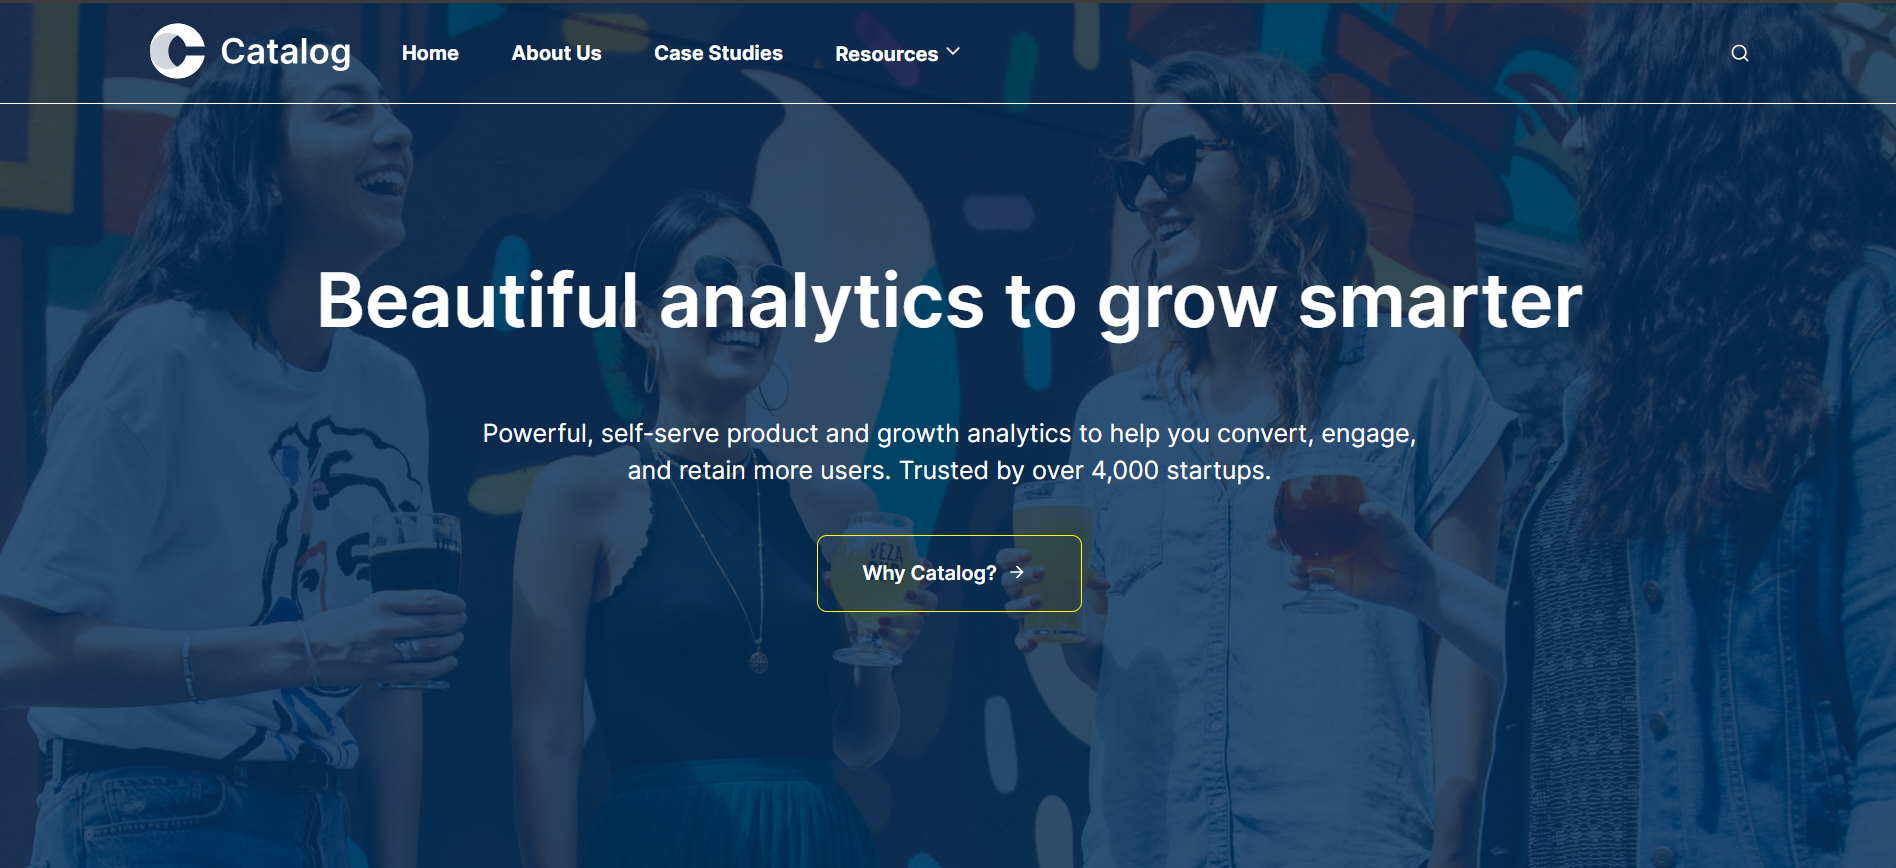 Catalog
Home
About Us
Case Studies
Resources
Beautiful analytics to grow smarter
Powerful, self-serve product and growth analytics to help you convert, engage,
and retain more users. Trusted by over 4,000 startups.
VEZA
Why Catalog?